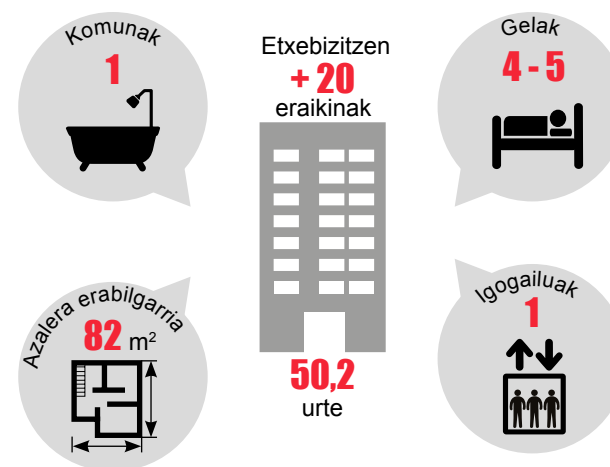 Komunak
1
Etxebizitzen
+ 20
eraikinak
Gelak
4 - 5
Azalera erabilgarria
82 m²
50,2
urte
Igogailuak
1